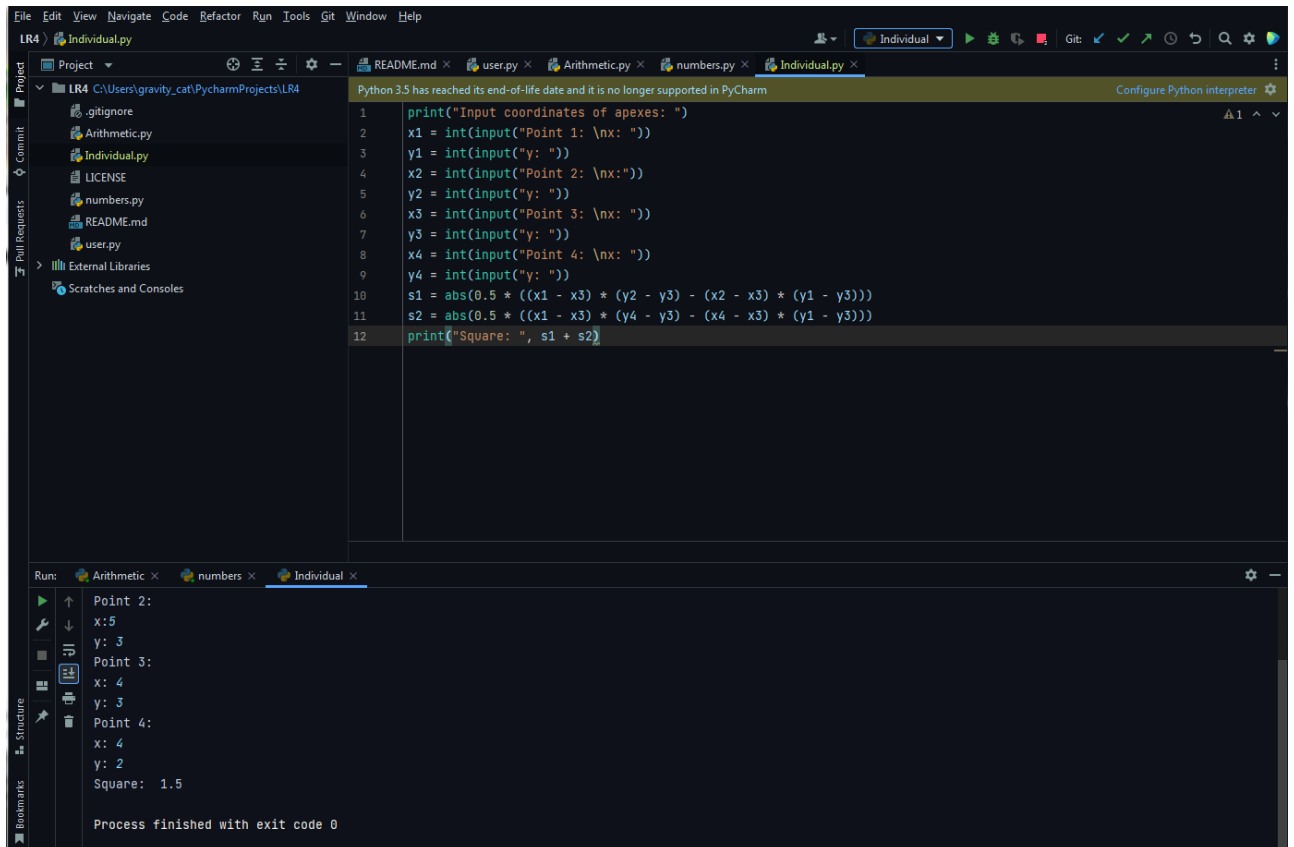 File Edit View Navigate Code Refactor Run Tools Git Window Help
LR4 Individual.py
Individual
Git:
Project
README.md
user.py
Arithmetic.py
numbers.py
Individual.py
LR4 C:\Users\gravity_cat\PycharmProjects\LR4
.gitignore
Arithmetic.py
Individual.py
LICENSE
numbers.py
README.md
user.py
External Libraries
Scratches and Consoles
Project
Commit
Pull Requests
Python 3.5 has reached its end-of-life date and it is no longer supported in PyCharm
Configure Python interpreter
1 print("Input coordinates of apexes: ")
2 x1 = int(input("Point 1: \nx: "))
3 y1 = int(input("y: "))
4 x2 = int(input("Point 2: \nx:"))
5 y2 = int(input("y: "))
6 x3 = int(input("Point 3: \nx: "))
7 y3 = int(input("y: "))
8 x4 = int(input("Point 4: \nx: "))
9 y4 = int(input("y: "))
10 s1 = abs(0.5 * ((x1 - x3) * (y2 - y3) - (x2 - x3) * (y1 - y3)))
11 s2 = abs(0.5 * ((x1 - x3) * (y4 - y3) - (x4 - x3) * (y1 - y3)))
12 print("Square: ", s1 + s2)
1
Run:
Arithmetic
numbers
Individual
Point 2:
x:5
y: 3
Point 3:
x: 4
y: 3
Point 4:
x: 4
y: 2
Square:  1.5
Process finished with exit code 0
Structure
Bookmarks